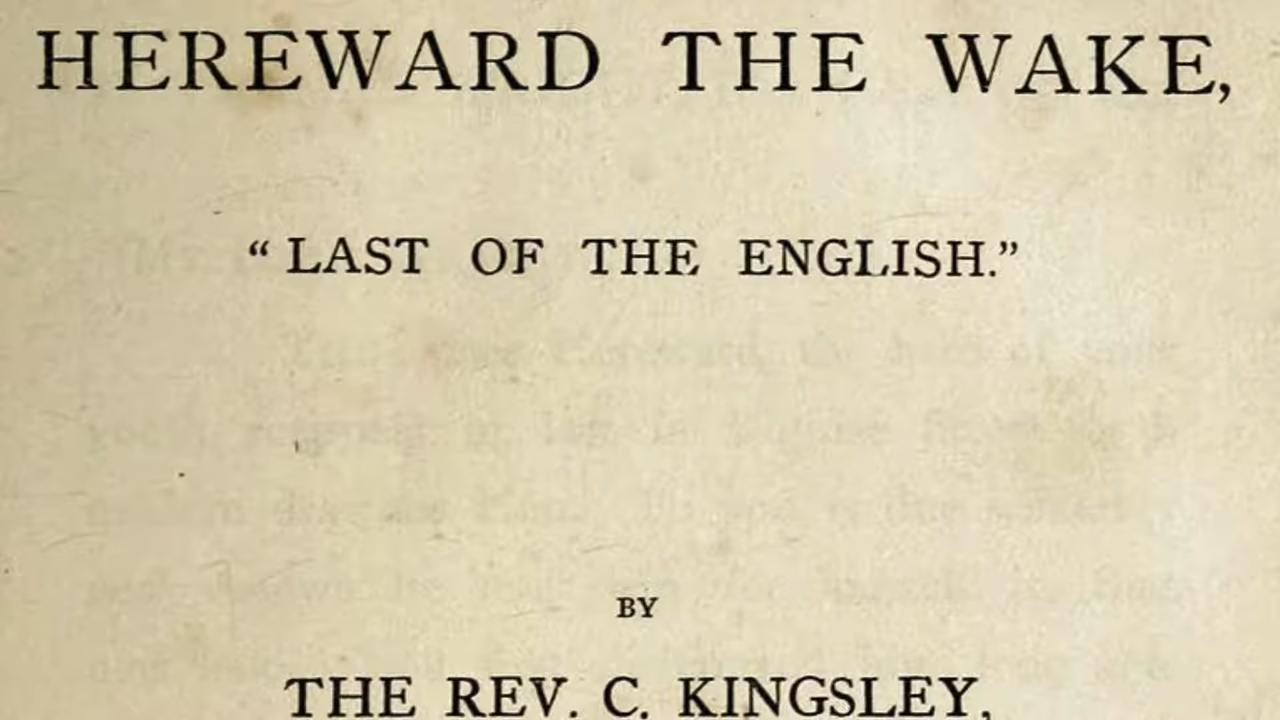 HEREWARD THE WAKE,
“LAST OF THE ENGLISH.”
BY
THE REV. C. KINGSLEY,